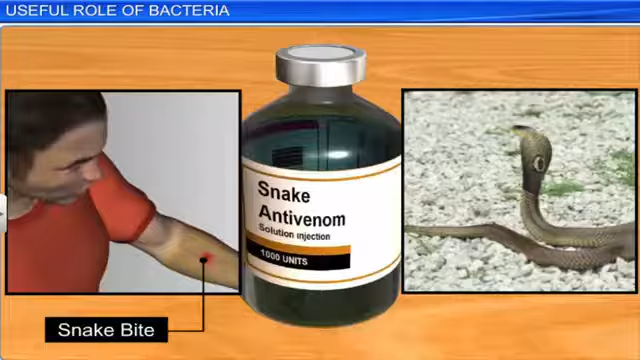 USEFUL ROLE OF BACTERIA
Snake
Antivenom
Solution injection
1000 UNITS
Snake Bite